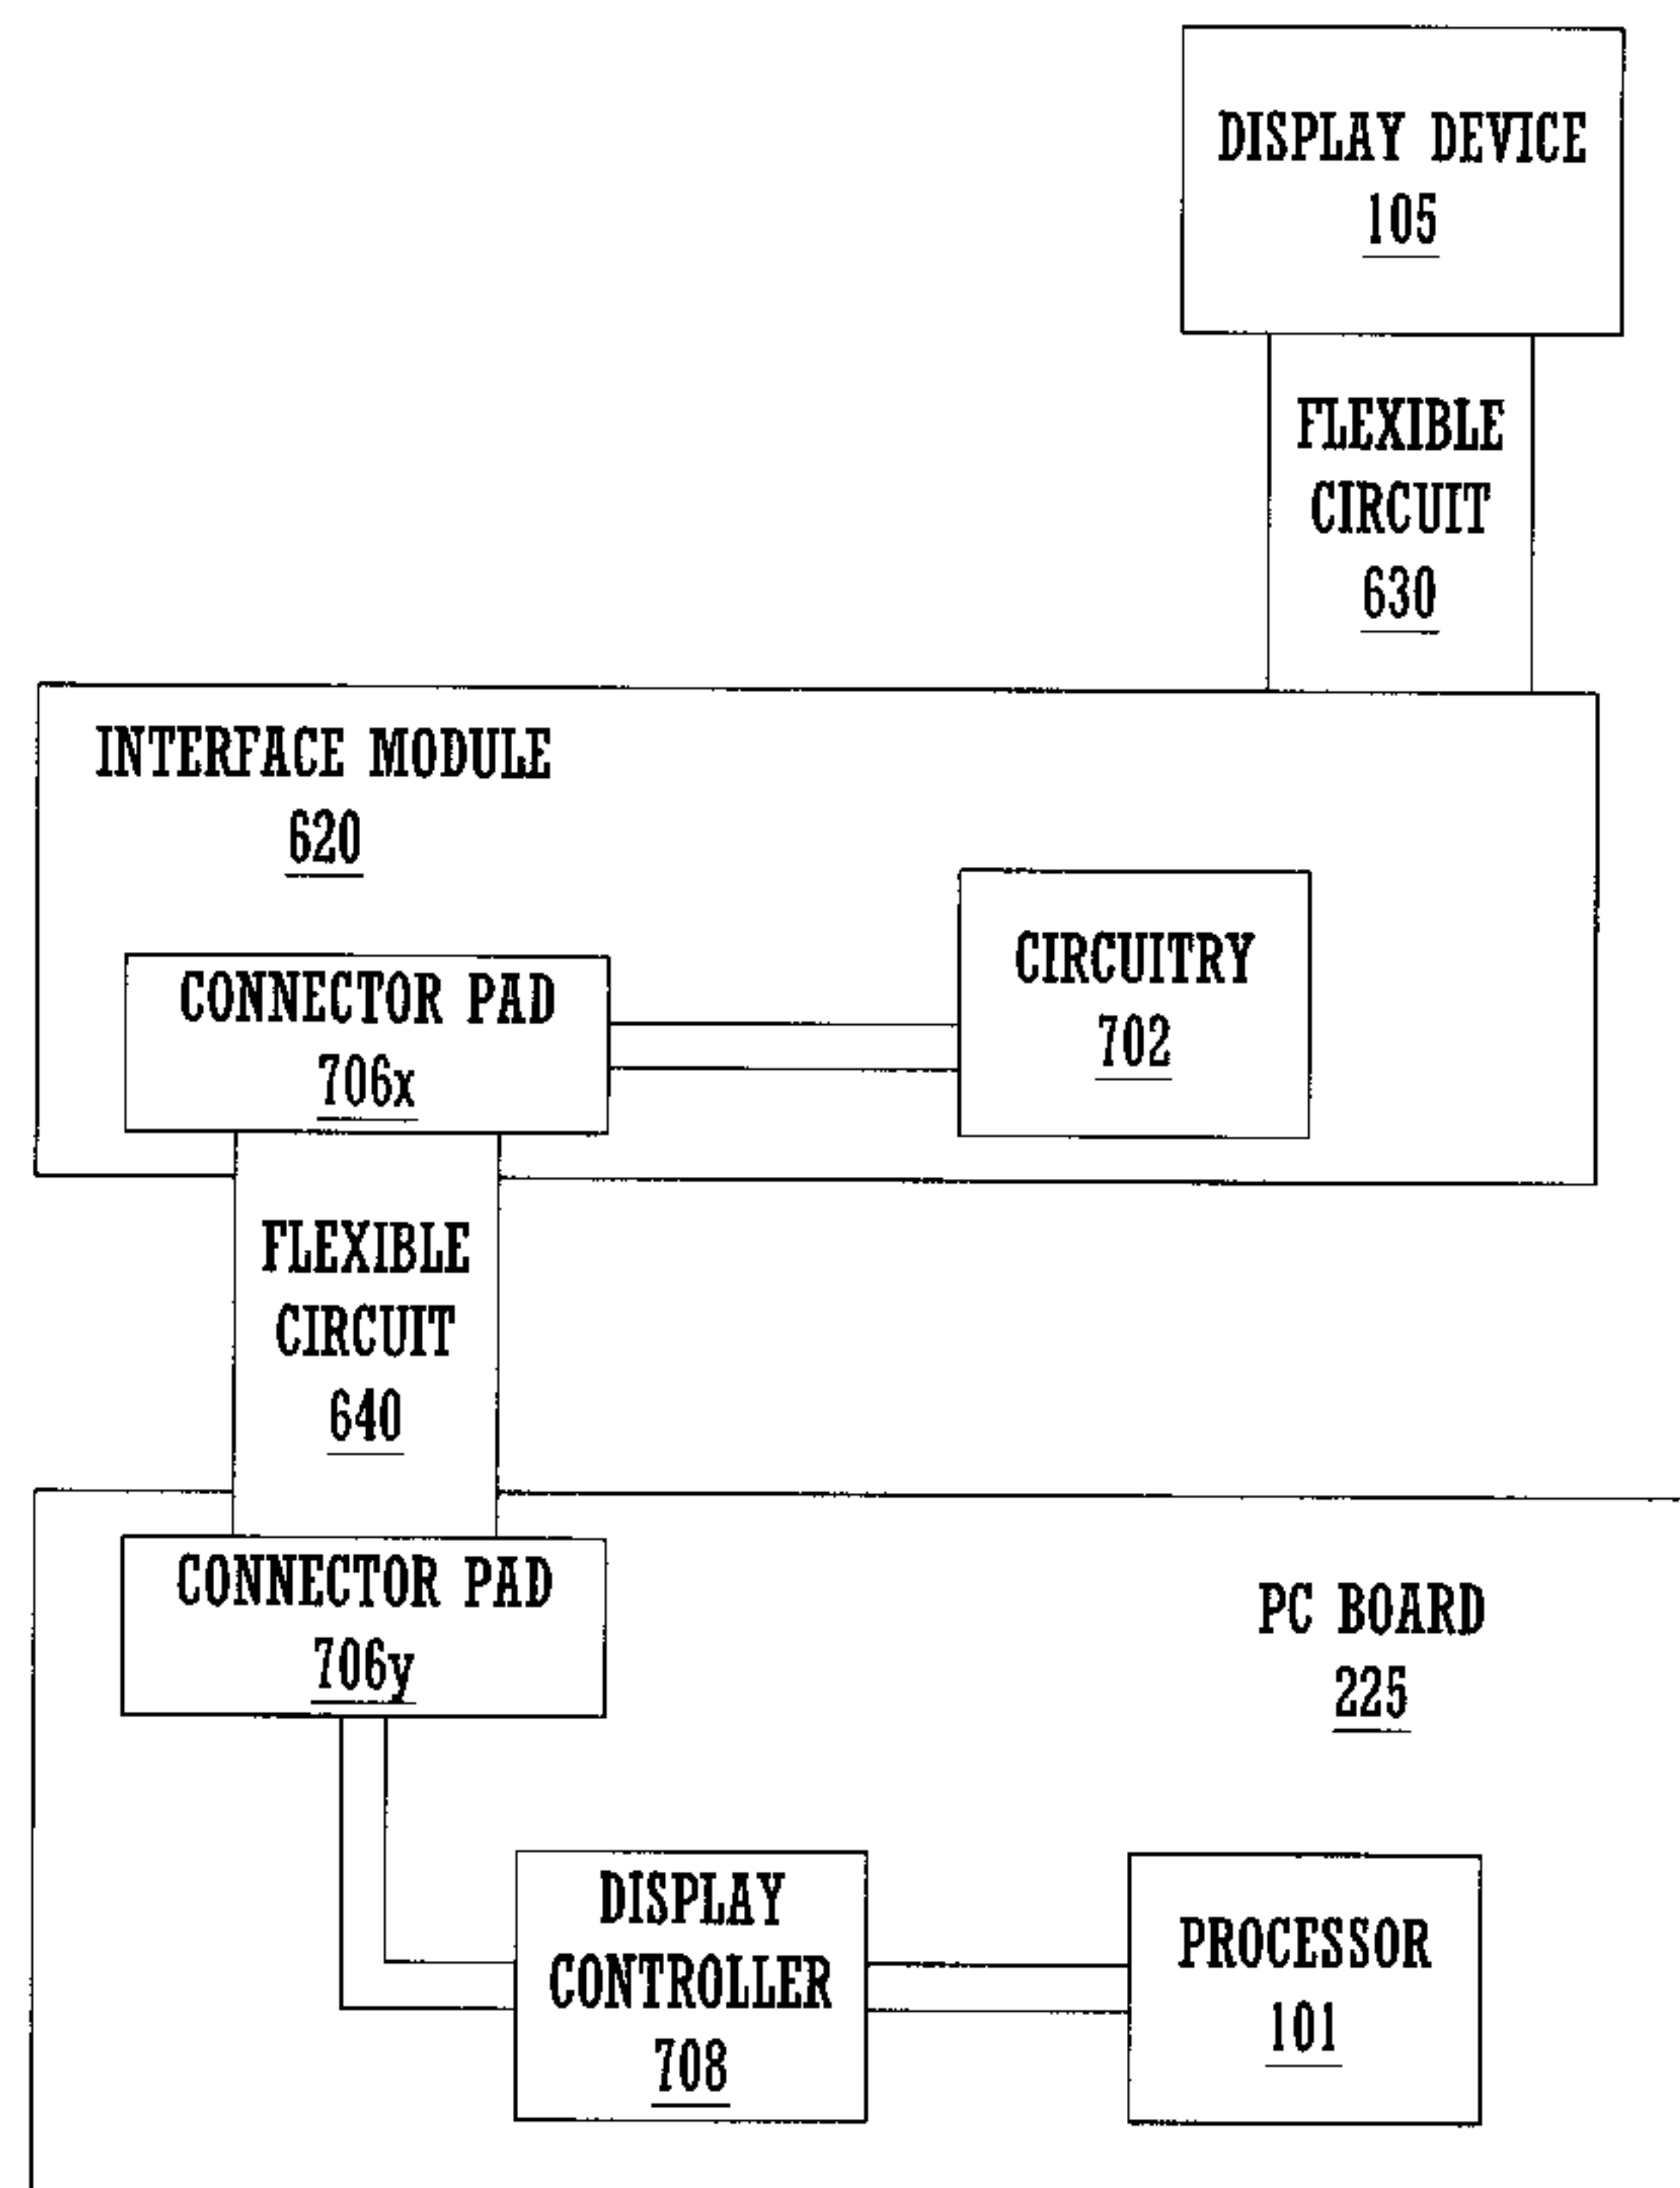 DISPLAY DEVICE
105
FLEXIBLE
CIRCUIT
630
INTERFACE MODULE
620
CIRCUITRY
702
CONNECTOR PAD
706x
FLEXIBLE
CIRCUIT
640
CONNECTOR PAD
706y
PC BOARD
225
DISPLAY
CONTROLLER
708
PROCESSOR
101